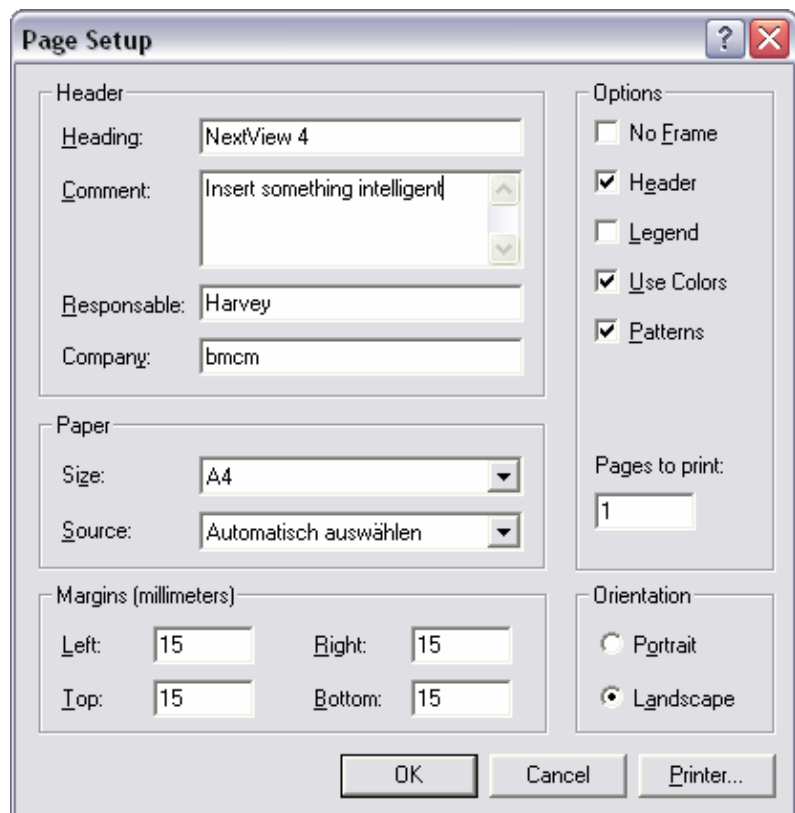 Page Setup
Header
Heading: NextView 4
Comment: Insert something intelligent
Responsable: Harvey
Company: bmcm
Paper
Size: A4
Source: Automatisch auswählen
Margins (millimeters)
Left: 15 Right: 15
Top: 15 Bottom: 15
Options
No Frame
Header
Legend
Use Colors
Patterns
Pages to print:
1
Orientation
Portrait
Landscape
OK Cancel Printer...